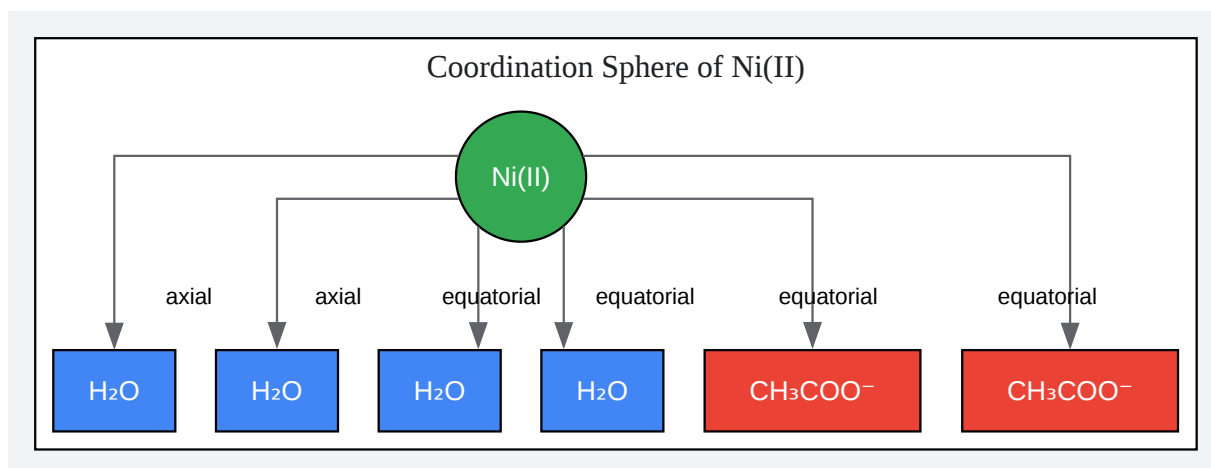 Coordination Sphere of Ni(II)
Ni(II)
axial
axial
equatorial
equatorial
equatorial
equatorial
H₂O
H₂O
H₂O
H₂O
CH₃COO⁻
CH₃COO⁻